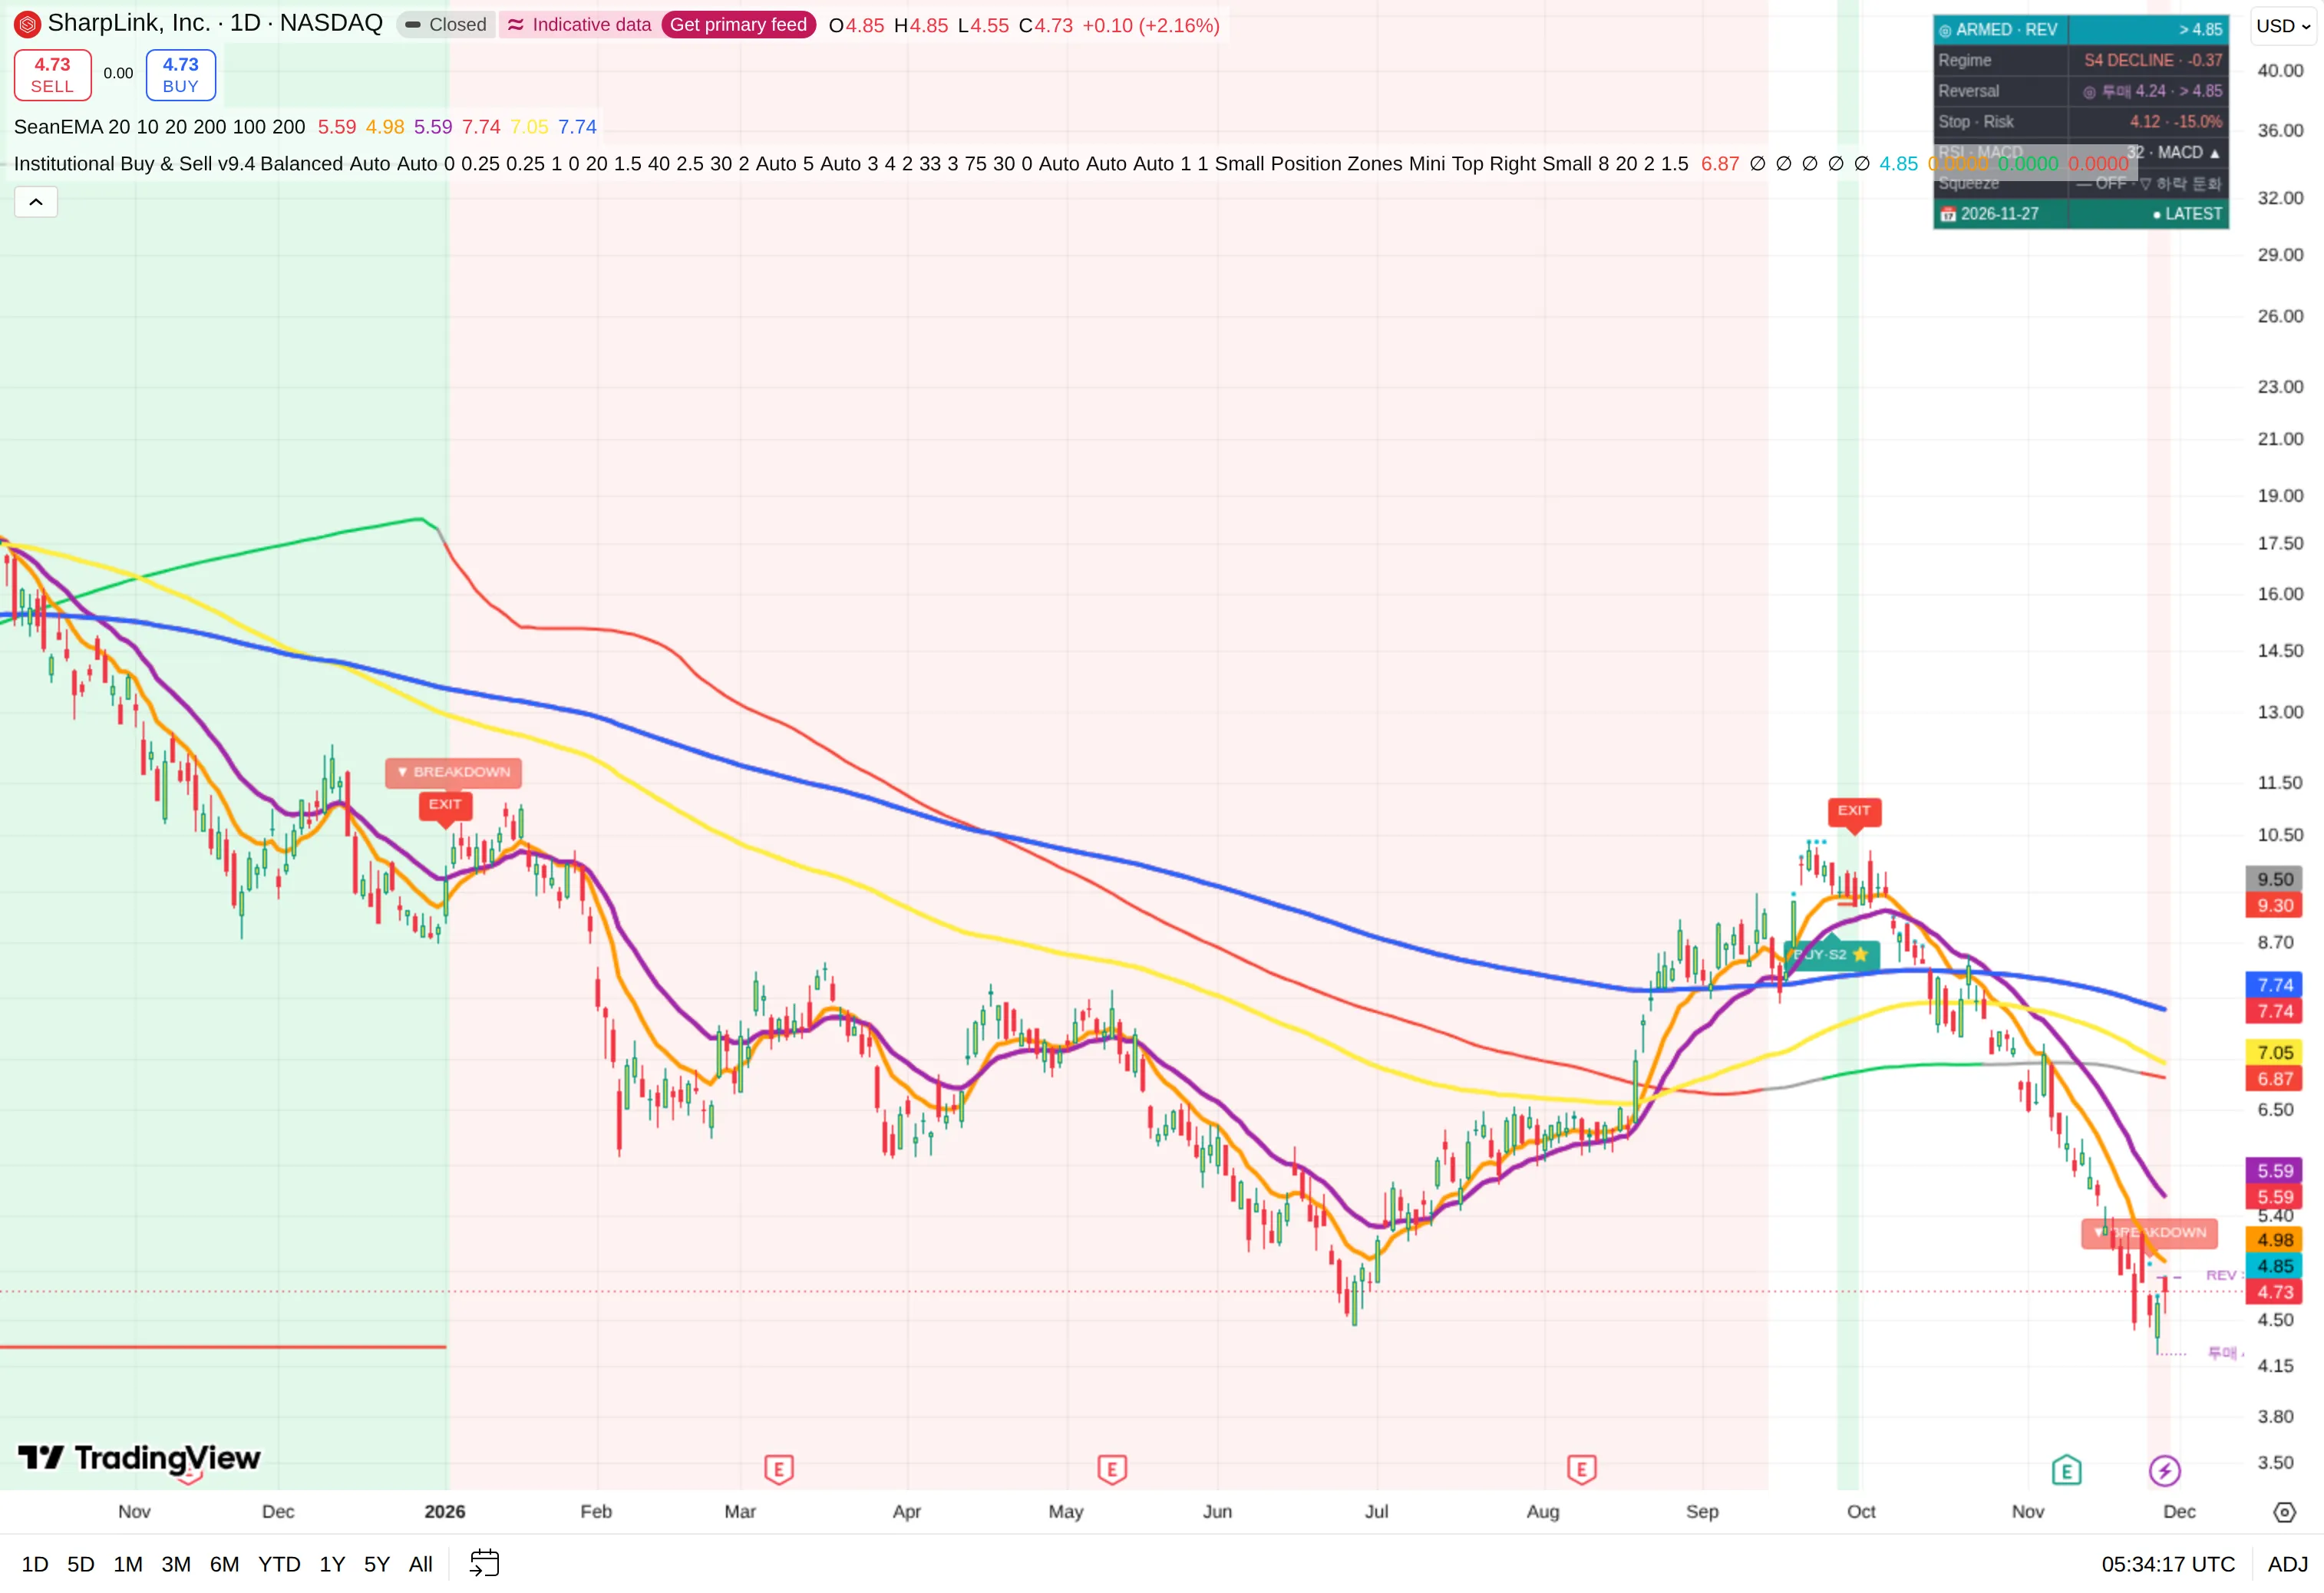 SharpLink, Inc. · 1D · NASDAQ Closed Indicative data Get primary feed O4.85 H4.85 L4.55 C4.73 +0.10 (+2.16%)
4.73 SELL 0.00 4.73 BUY
SeanEMA 20 10 20 200 100 200 5.59 4.98 5.59 7.74 7.05 7.74
Institutional Buy & Sell v9.4 Balanced Auto Auto 0 0.25 0.25 1 0 20 1.5 40 2.5 30 2 Auto 5 Auto 3 4 2 33 3 75 30 0 Auto Auto Auto 1 1 Small Position Zones Mini Top Right Small 8 20 2 1.5 6.87 ∅ ∅ ∅ ∅ ∅ 4.85 0.0000 0.0000 0.0000
◎ ARMED · REV > 4.85
Regime S4 DECLINE · -0.37
Reversal ◎ 투매 4.24 · > 4.85
Stop · Risk 4.12 · -15.0%
RSI · MACD 32 · MACD ▲
Squeeze — OFF · ▽ 하락 둔화
📅 2026-11-27 ● LATEST
USD
40.00
36.00
32.00
29.00
26.00
23.00
21.00
19.00
17.50
16.00
14.50
13.00
11.50
10.50
9.50
9.30
8.70
7.74
7.74
7.05
6.87
6.50
5.59
5.59
5.40
4.98
4.85
4.73
4.50
4.15
3.80
3.50
▼ BREAKDOWN
EXIT
EXIT
BUY·S2 ⭐
▼ BREAKDOWN
REV
투매
TradingView
E E E E
Nov Dec 2026 Feb Mar Apr May Jun Jul Aug Sep Oct Nov Dec
1D 5D 1M 3M 6M YTD 1Y 5Y All 05:34:17 UTC ADJ